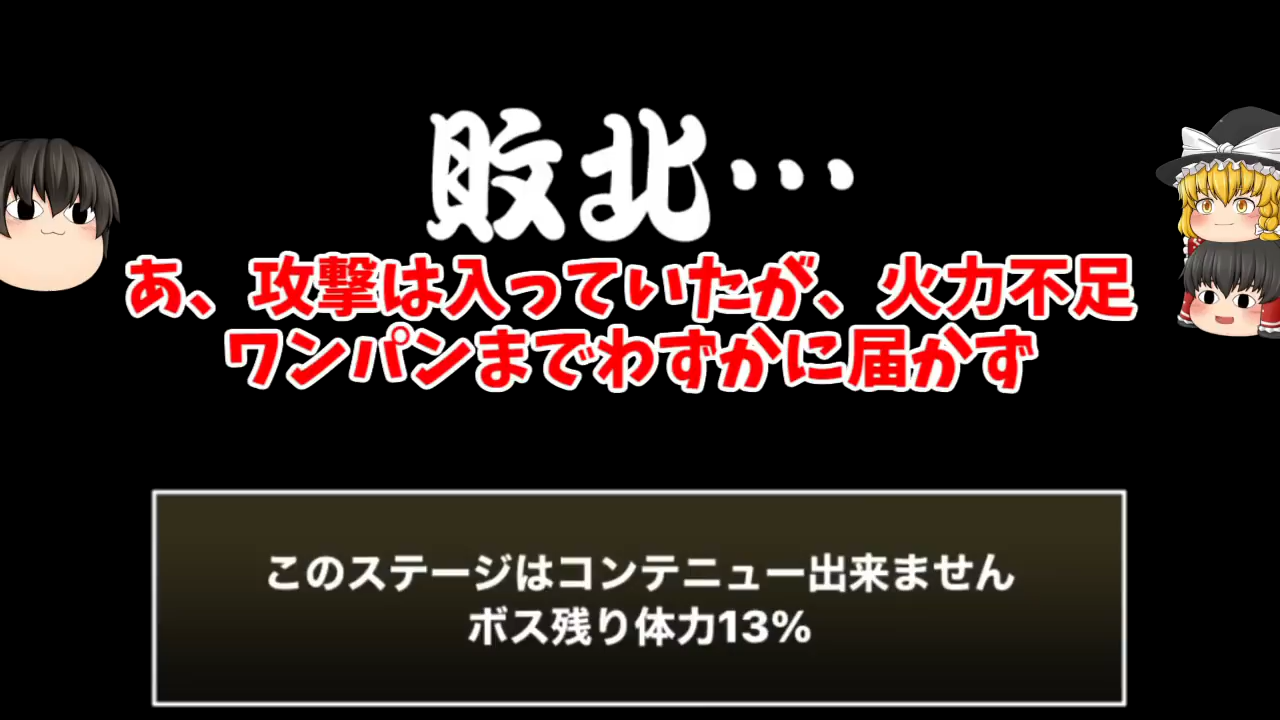 敗北…
あ、攻撃は入っていたが、火力不足
ワンパンまでわずかに届かず
このステージはコンテニュー出来ません
ボス残り体力13%